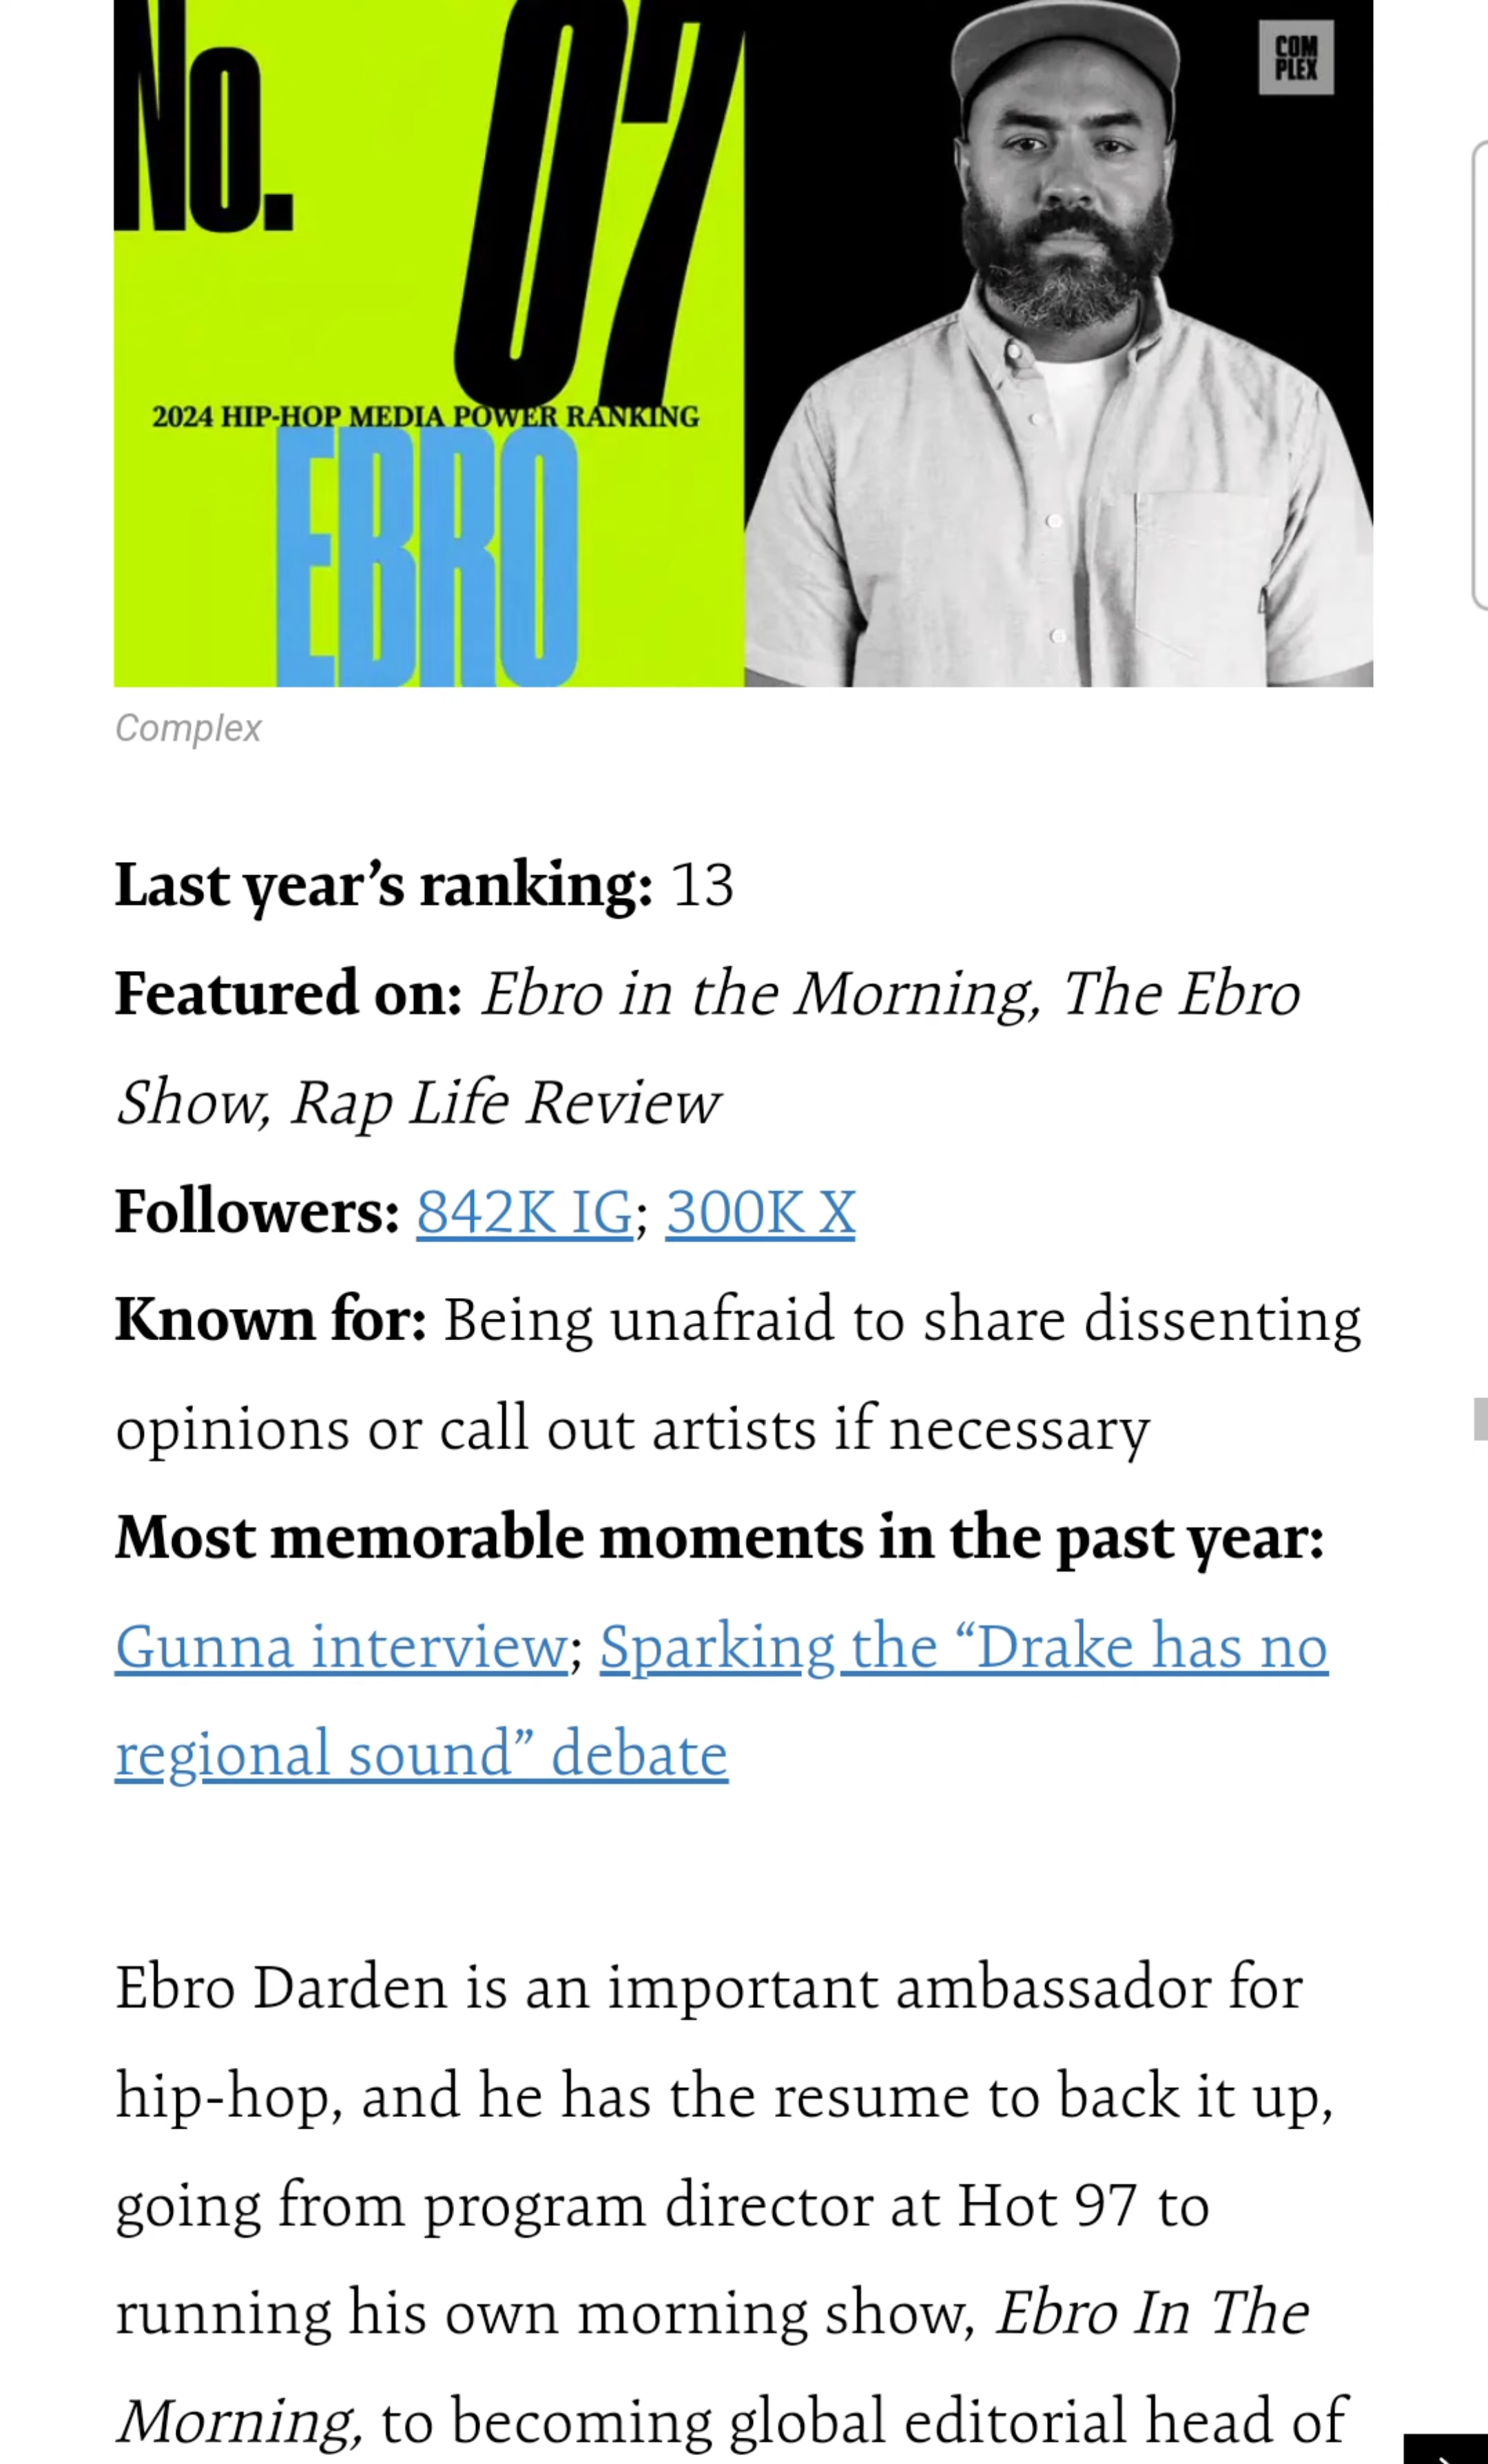 No.
07
COM
PLEX
2024 HIP-HOP MEDIA POWER RANKING
EBRO
Complex
Last year’s ranking: 13
Featured on: Ebro in the Morning, The Ebro
Show, Rap Life Review
Followers: 842K IG; 300K X
Known for: Being unafraid to share dissenting
opinions or call out artists if necessary
Most memorable moments in the past year:
Gunna interview; Sparking the “Drake has no
regional sound” debate
Ebro Darden is an important ambassador for
hip-hop, and he has the resume to back it up,
going from program director at Hot 97 to
running his own morning show, Ebro In The
Morning, to becoming global editorial head of